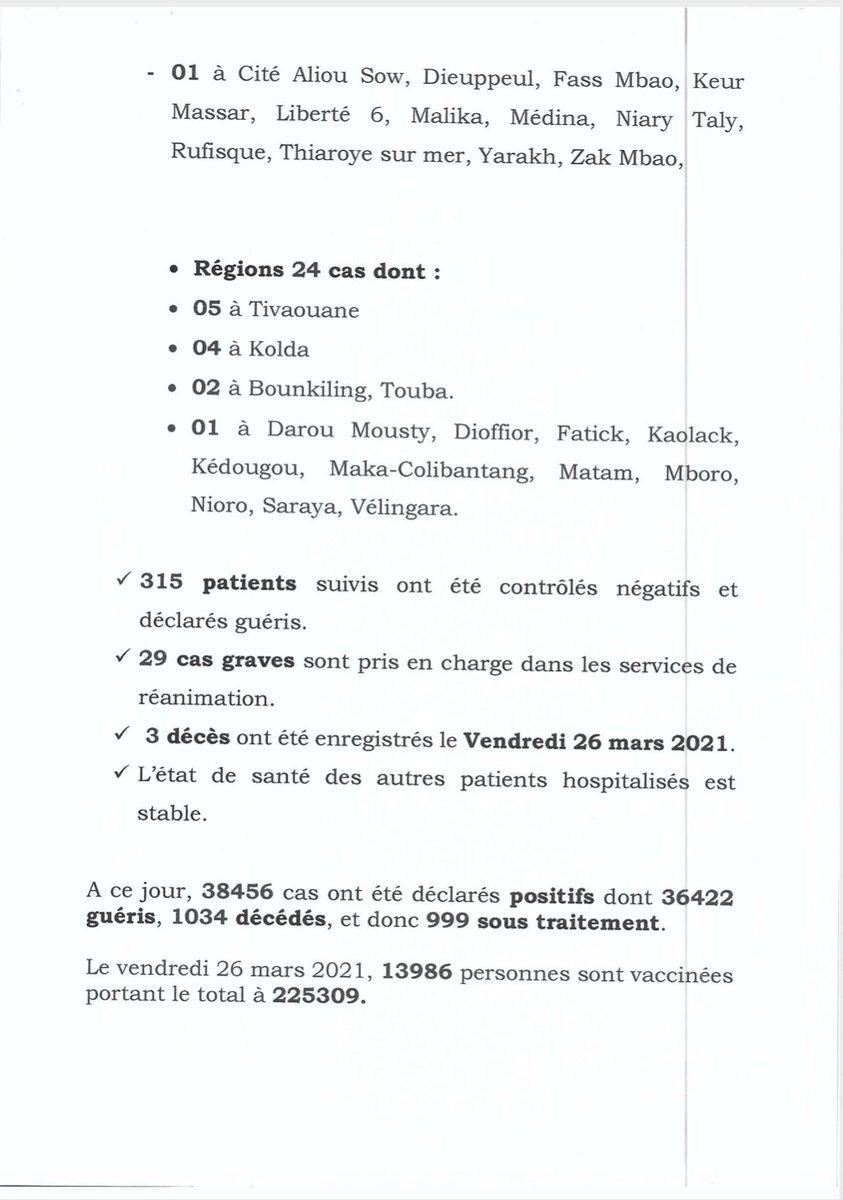 - 01 à Cité Aliou Sow, Dieuppeul, Fass Mbao, Keur
Massar, Liberté 6, Malika, Médina, Niary Taly,
Rufisque, Thiaroye sur mer, Yarakh, Zak Mbao,
• Régions 24 cas dont :
• 05 à Tivaouane
• 04 à Kolda
• 02 à Bounkiling, Touba.
• 01 à Darou Mousty, Dioffior, Fatick, Kaolack,
Kédougou, Maka-Colibantang, Matam, Mboro,
Nioro, Saraya, Vélingara.
✓ 315 patients suivis ont été contrôlés négatifs et
déclarés guéris.
✓ 29 cas graves sont pris en charge dans les services de
réanimation.
✓ 3 décès ont été enregistrés le Vendredi 26 mars 2021.
✓ L’état de santé des autres patients hospitalisés est
stable.
A ce jour, 38456 cas ont été déclarés positifs dont 36422
guéris, 1034 décédés, et donc 999 sous traitement.
Le vendredi 26 mars 2021, 13986 personnes sont vaccinées
portant le total à 225309.